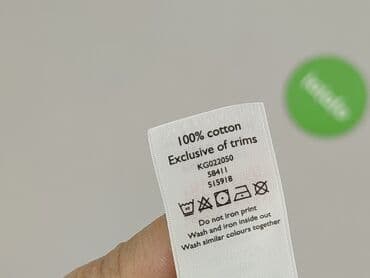 100% cotton
Exclusive of trims
KG022050
58411
515918
Do not iron print
Wash and iron inside out
Wash similar colours together